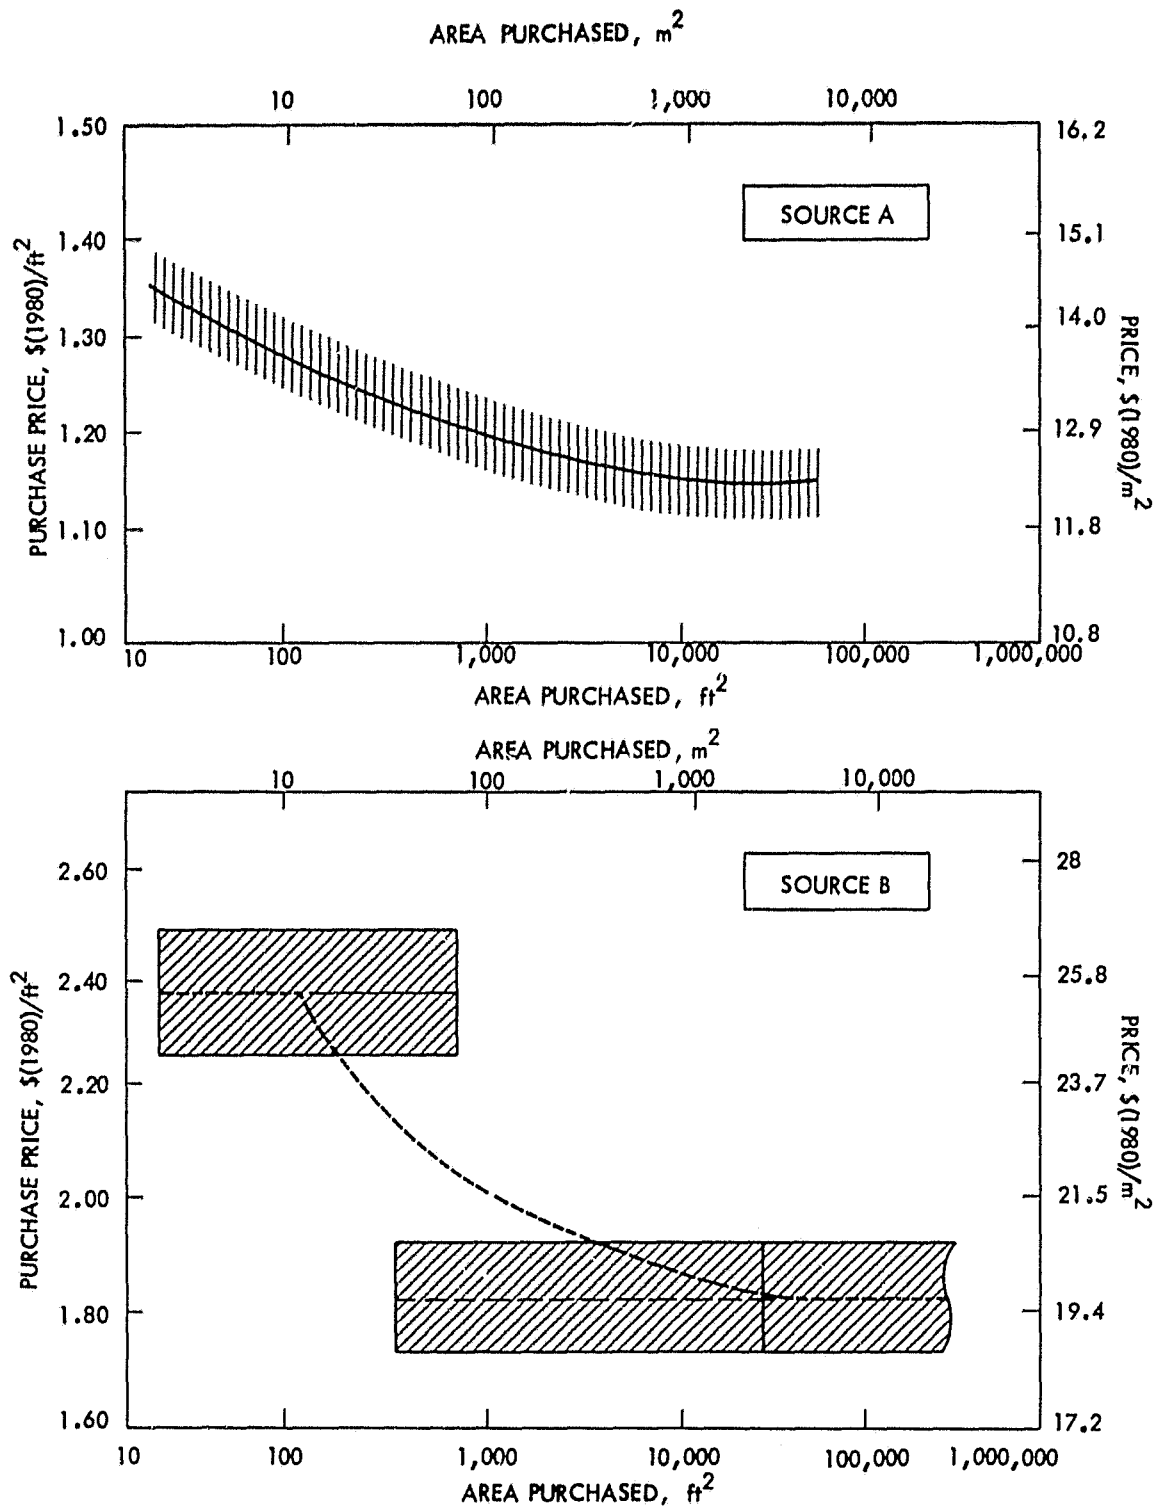 AREA PURCHASED, m²
10 100 1,000 10,000
1.50 16.2
SOURCE A
1.40 15.1
1.30 14.0
1.20 12.9
1.10 11.8
1.00 10.8
PURCHASE PRICE, $(1980)/ft²
PRICE, $(1980)/m²
10 100 1,000 10,000 100,000 1,000,000
AREA PURCHASED, ft²
AREA PURCHASED, m²
10 100 1,000 10,000
2.60 28
SOURCE B
2.40 25.8
2.20 23.7
2.00 21.5
1.80 19.4
1.60 17.2
PURCHASE PRICE, $(1980)/ft²
PRICE, $(1980)/m²
10 100 1,000 10,000 100,000 1,000,000
AREA PURCHASED, ft²